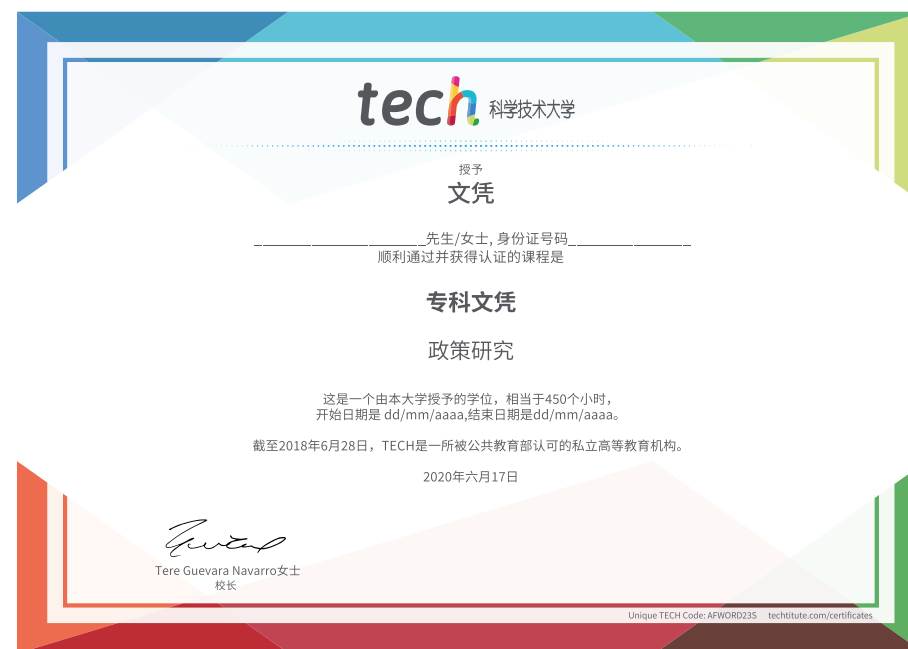 tech 科学技术大学
授予
文凭
_______________________先生/女士, 身份证号码________________
顺利通过并获得认证的课程是
专科文凭
政策研究
这是一个由本大学授予的学位，相当于450个小时，
开始日期是 dd/mm/aaaa,结束日期是dd/mm/aaaa。
截至2018年6月28日，TECH是一所被公共教育部认可的私立高等教育机构。
2020年六月17日
Tere Guevara Navarro女士
校长
Unique TECH Code: AFWORD23S techtitute.com/certificates